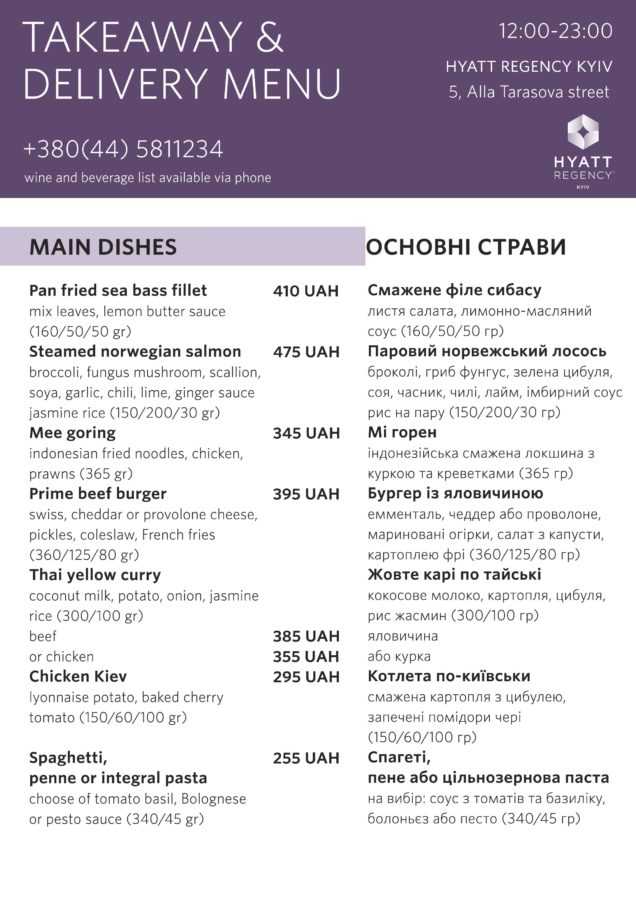 TAKEAWAY &
DELIVERY MENU
+380(44) 5811234
wine and beverage list available via phone
12:00-23:00
HYATT REGENCY KYIV
5, Alla Tarasova street
HYATT
REGENCY
KYIV
MAIN DISHES
Pan fried sea bass fillet 410 UAH
mix leaves, lemon butter sauce
(160/50/50 gr)
Steamed norwegian salmon 475 UAH
broccoli, fungus mushroom, scallion,
soya, garlic, chili, lime, ginger sauce
jasmine rice (150/200/30 gr)
Mee goring 345 UAH
indonesian fried noodles, chicken,
prawns (365 gr)
Prime beef burger 395 UAH
swiss, cheddar or provolone cheese,
pickles, coleslaw, French fries
(360/125/80 gr)
Thai yellow curry
coconut milk, potato, onion, jasmine
rice (300/100 gr)
beef 385 UAH
or chicken 355 UAH
Chicken Kiev 295 UAH
lyonnaise potato, baked cherry
tomato (150/60/100 gr)
Spaghetti, 255 UAH
penne or integral pasta
choose of tomato basil, Bolognese
or pesto sauce (340/45 gr)
ОСНОВНІ СТРАВИ
Смажене філе сибасу
листя салата, лимонно-масляний
соус (160/50/50 гр)
Паровий норвежський лосось
броколі, гриб фунгус, зелена цибуля,
соя, часник, чилі, лайм, імбирний соус
рис на пару (150/200/30 гр)
Мі горен
індонезійська смажена локшина з
куркою та креветками (365 гр)
Бургер із яловичиною
емменталь, чеддер або проволоне,
мариновані огірки, салат з капусти,
картоплею фрі (360/125/80 гр)
Жовте карі по тайські
кокосове молоко, картопля, цибуля,
рис жасмин (300/100 гр)
яловичина
або курка
Котлета по-київськи
смажена картопля з цибулею,
запечені помідори чері
(150/60/100 гр)
Спагеті,
пене або цільнозернова паста
на вибір: соус з томатів та базиліку,
болоньєз або песто (340/45 гр)